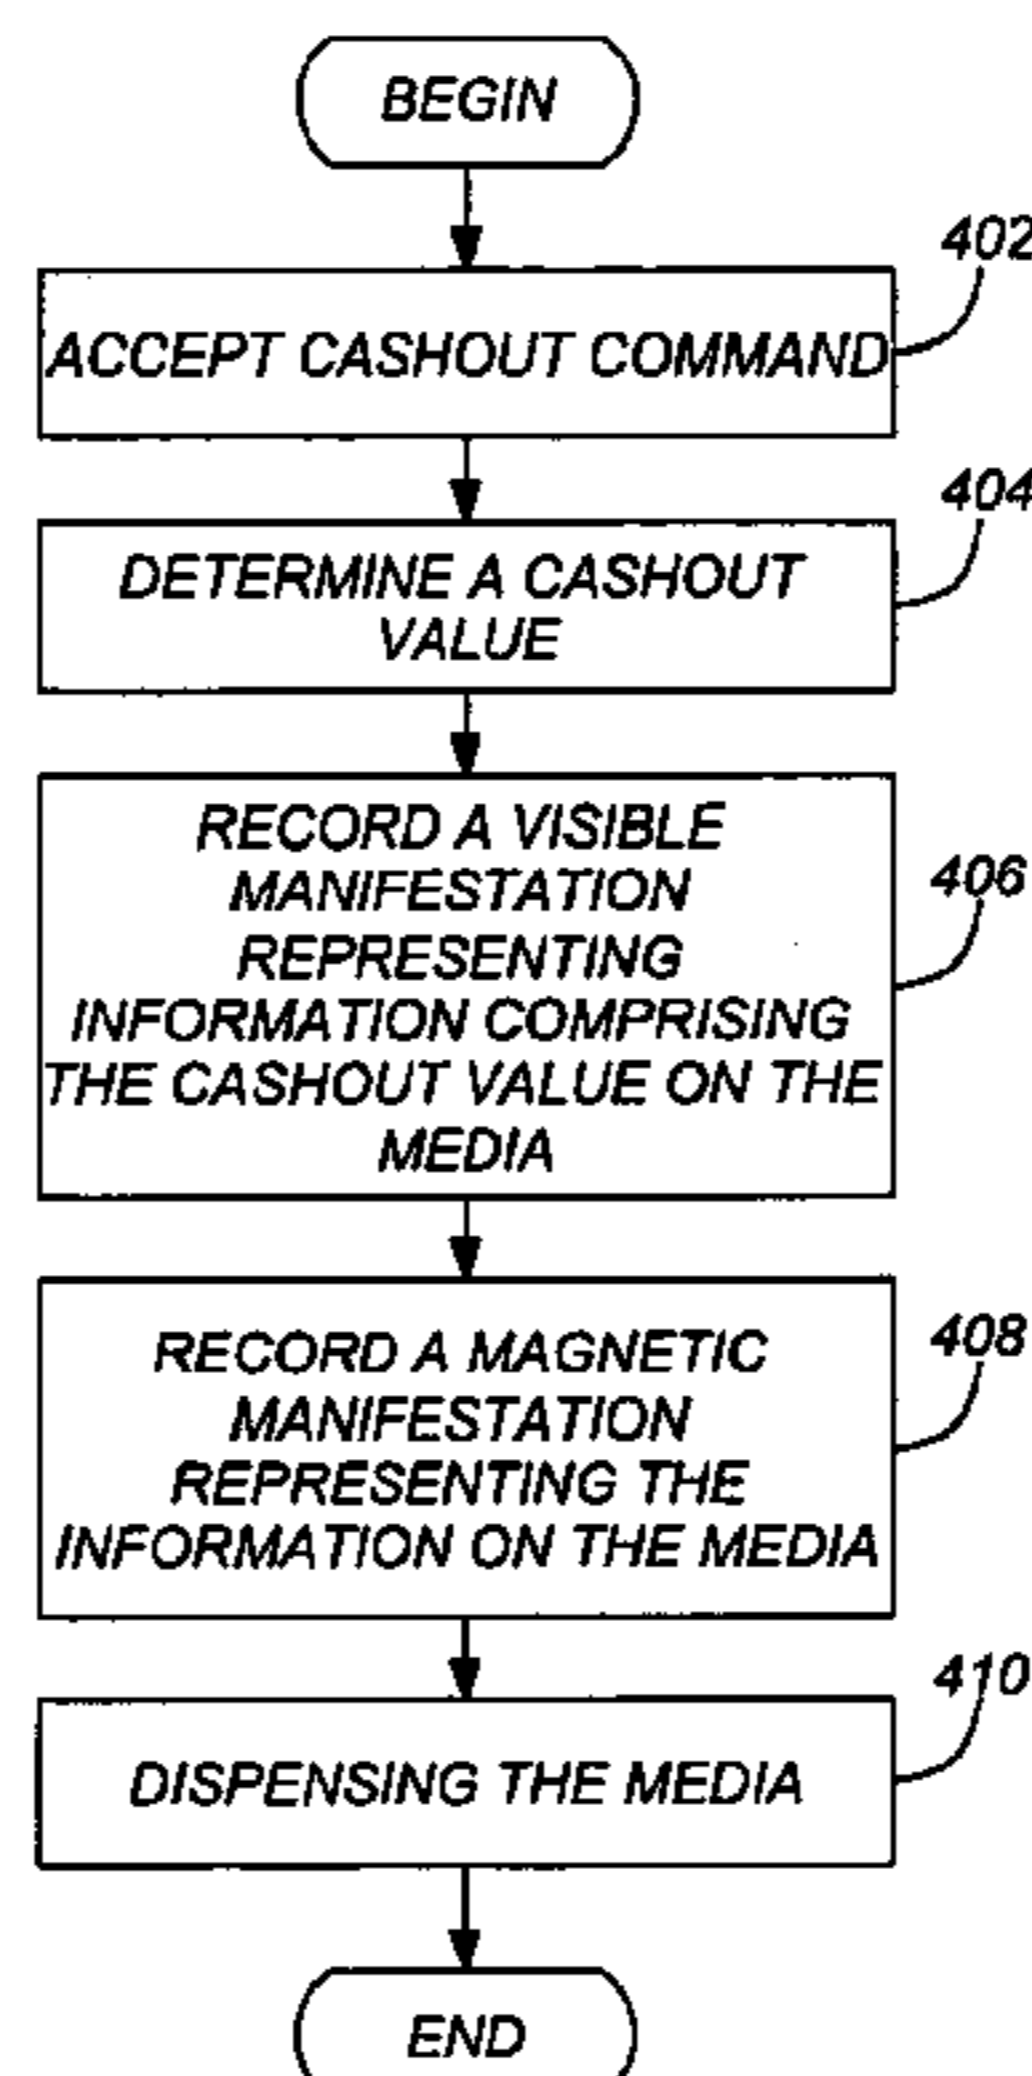 BEGIN
402
ACCEPT CASHOUT COMMAND
404
DETERMINE A CASHOUT
VALUE
RECORD A VISIBLE
MANIFESTATION
406
REPRESENTING
INFORMATION COMPRISING
THE CASHOUT VALUE ON THE
MEDIA
408
RECORD A MAGNETIC
MANIFESTATION
REPRESENTING THE
INFORMATION ON THE MEDIA
410
DISPENSING THE MEDIA
END